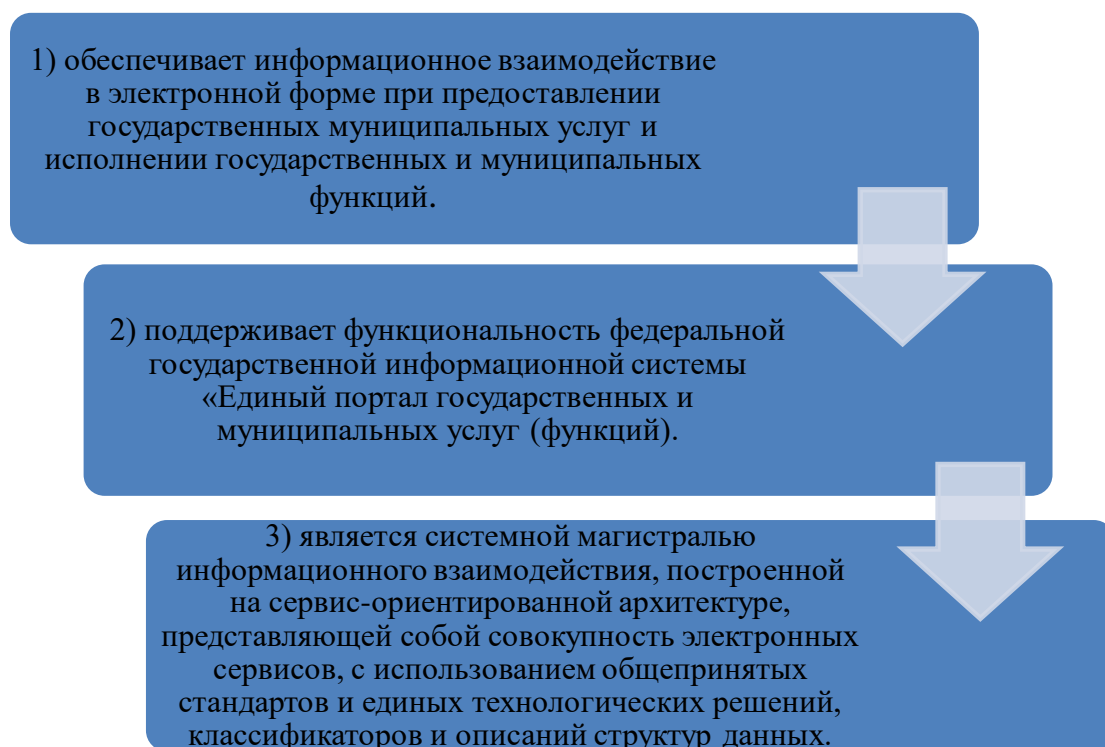 1) обеспечивает информационное взаимодействие
в электронной форме при предоставлении
государственных муниципальных услуг и
исполнении государственных и муниципальных
функций.
2) поддерживает функциональность федеральной
государственной информационной системы
«Единый портал государственных и
муниципальных услуг (функций).
3) является системной магистралью
информационного взаимодействия, построенной
на сервис-ориентированной архитектуре,
представляющей собой совокупность электронных
сервисов, с использованием общепринятых
стандартов и единых технологических решений,
классификаторов и описаний структур данных.